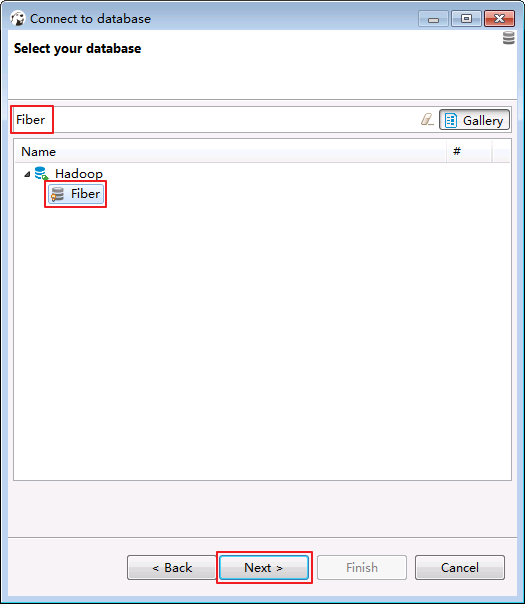 Connect to database
Select your database
Fiber
Gallery
Name #
Hadoop
Fiber
< Back Next > Finish Cancel